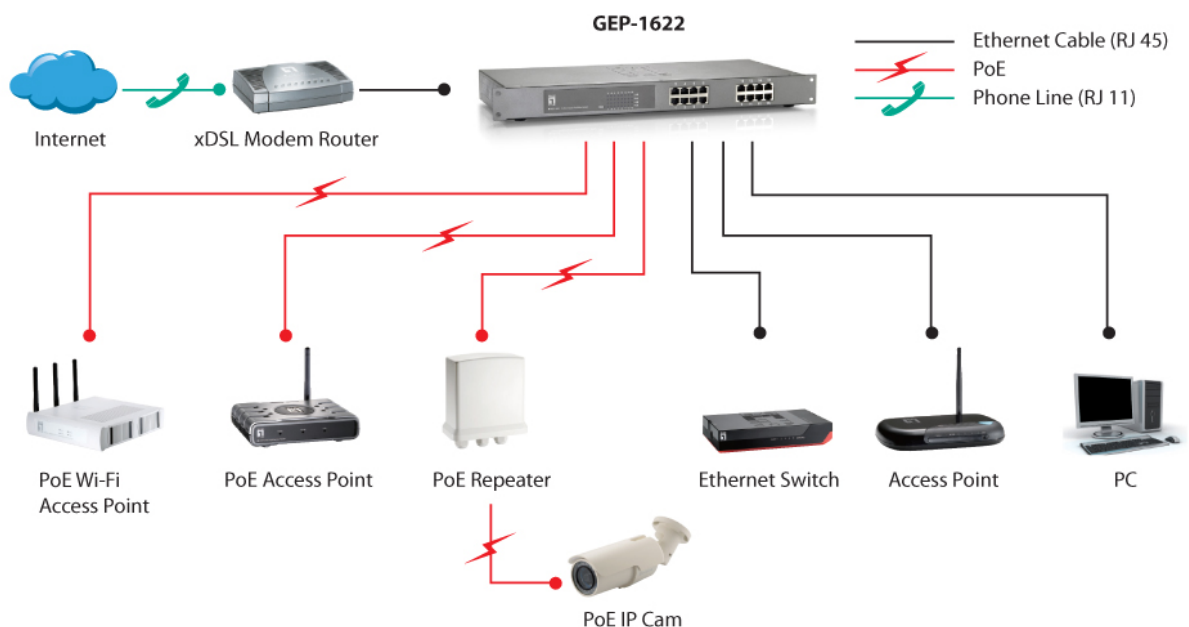 GEP-1622
Ethernet Cable (RJ 45)
PoE
Phone Line (RJ 11)
Internet
xDSL Modem Router
PoE Wi-Fi
Access Point
PoE Access Point
PoE Repeater
Ethernet Switch
Access Point
PC
PoE IP Cam